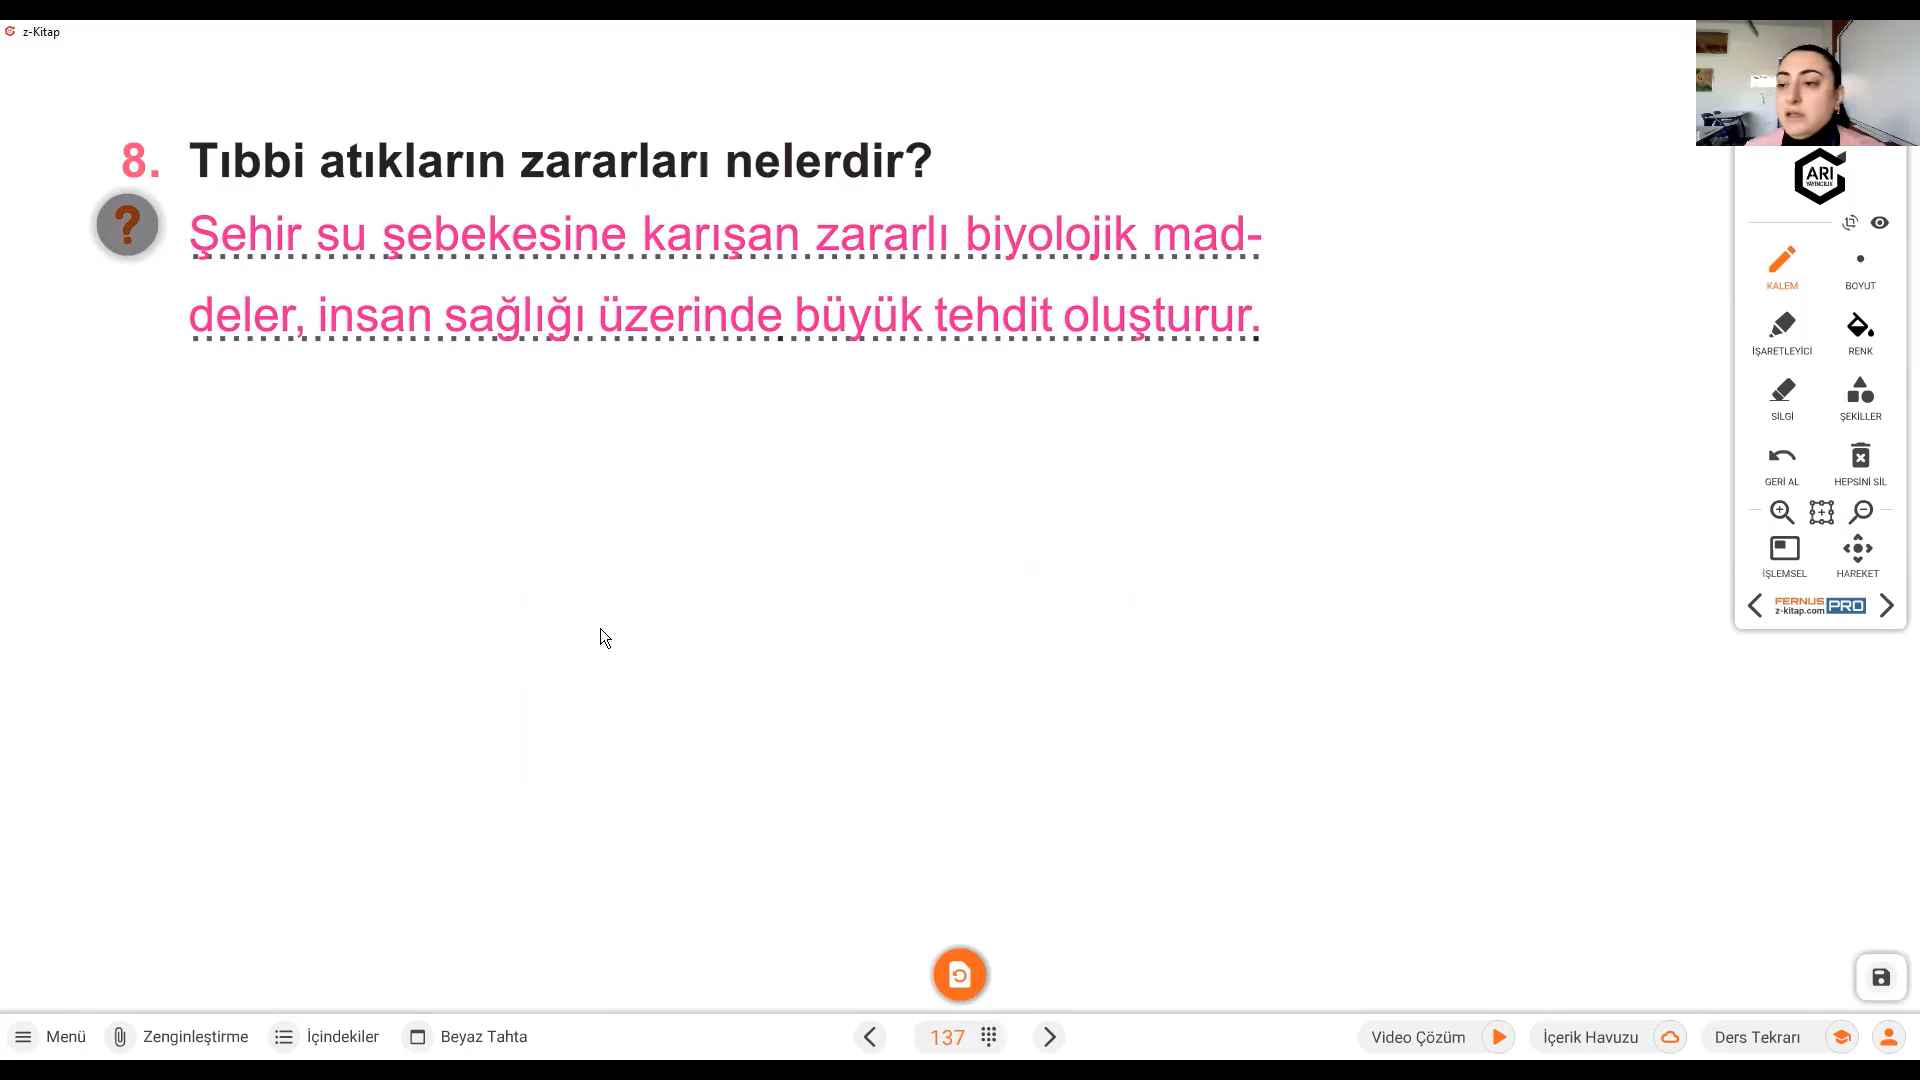 z-Kitap
8. Tıbbi atıkların zararları nelerdir?
?
Şehir su şebekesine karışan zararlı biyolojik mad-
deler, insan sağlığı üzerinde büyük tehdit oluşturur.
ARI
YAYINCILIK
KALEM
BOYUT
İŞARETLEYİCİ
RENK
SİLGİ
ŞEKİLLER
GERİ AL
HEPSİNİ SİL
İŞLEMSEL
HAREKET
FERNUS
z-kitap.com
PRO
Menü
Zenginleştirme
İçindekiler
Beyaz Tahta
137
Video Çözüm
İçerik Havuzu
Ders Tekrarı